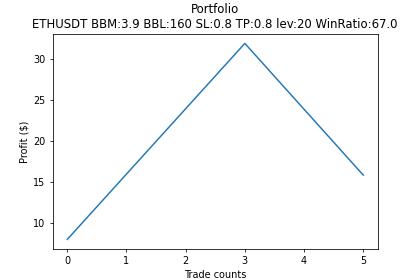 Portfolio
ETHUSDT BBM:3.9 BBL:160 SL:0.8 TP:0.8 lev:20 WinRatio:67.0
30
25
20
15
10
Profit ($)
0 1 2 3 4 5
Trade counts